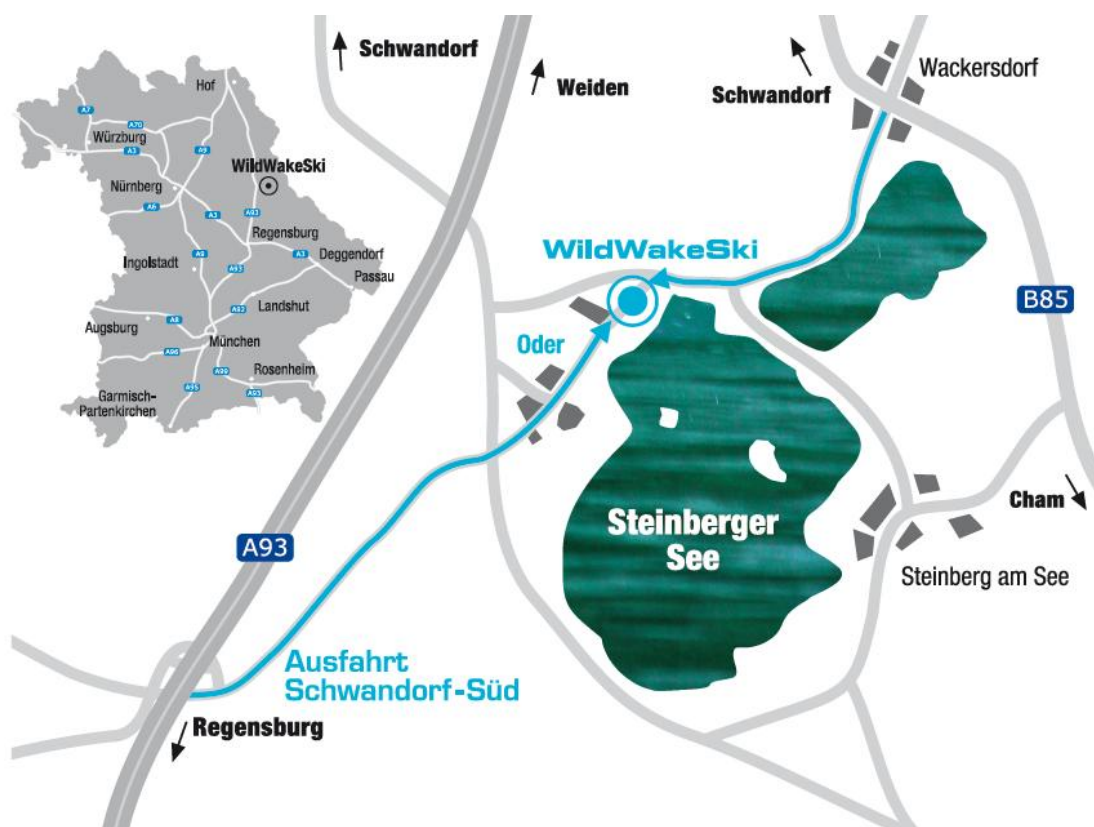 Schwandorf
Weiden
Schwandorf
Wackersdorf
Hof
A7
A70
Würzburg
A3
A9
WildWakeSki
Nürnberg
A6
A3
A93
Regensburg
A9
A3
Deggendorf
Ingolstadt
A93
Passau
A92
Landshut
A8
Augsburg
München
A96
A99
Rosenheim
A95
A93
Garmisch-
Partenkirchen
WildWakeSki
B85
Oder
Steinberger
See
Cham
A93
Steinberg am See
Ausfahrt
Schwandorf-Süd
Regensburg